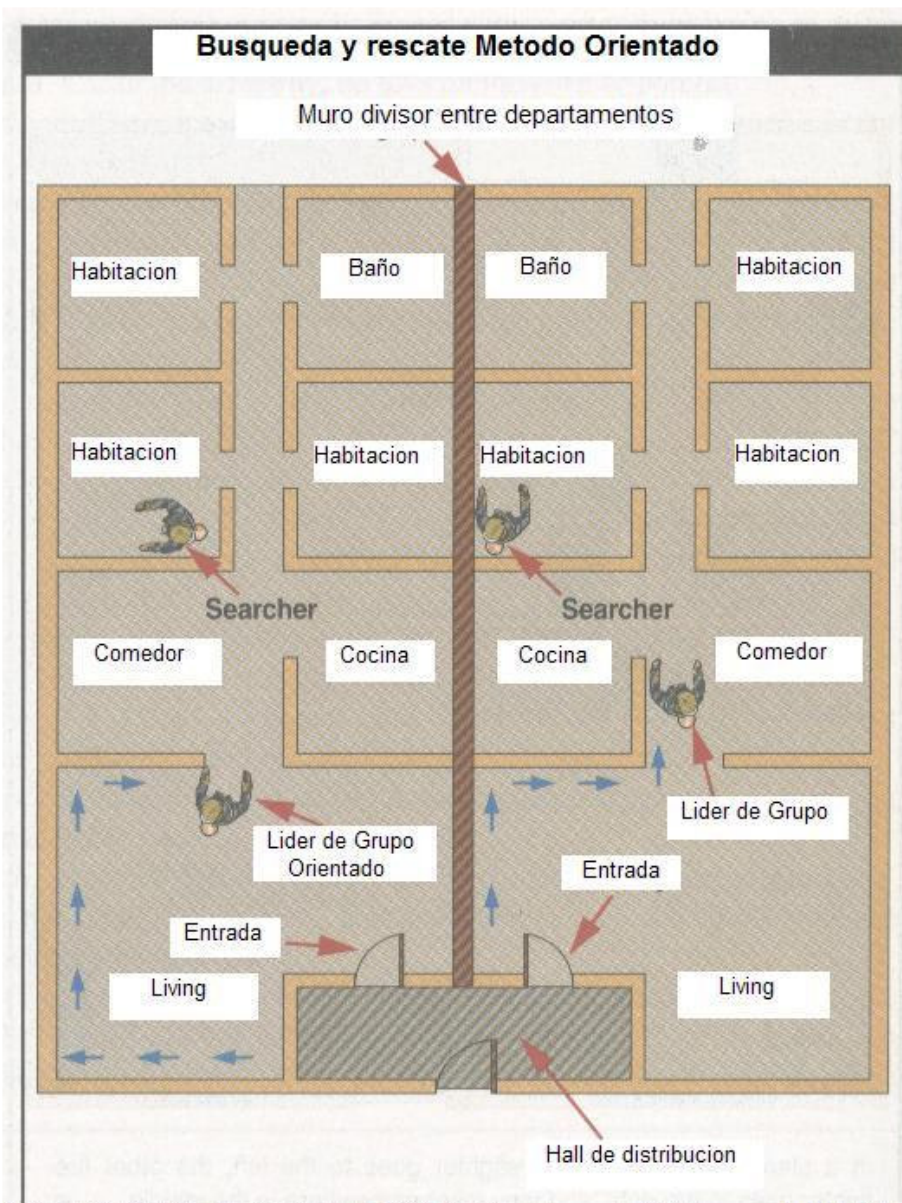 Busqueda y rescate Metodo Orientado
Muro divisor entre departamentos
Habitacion
Baño
Baño
Habitacion
Habitacion
Habitacion
Habitacion
Habitacion
Searcher
Searcher
Comedor
Cocina
Cocina
Comedor
Lider de Grupo
Lider de Grupo
Orientado
Entrada
Entrada
Living
Living
Hall de distribucion